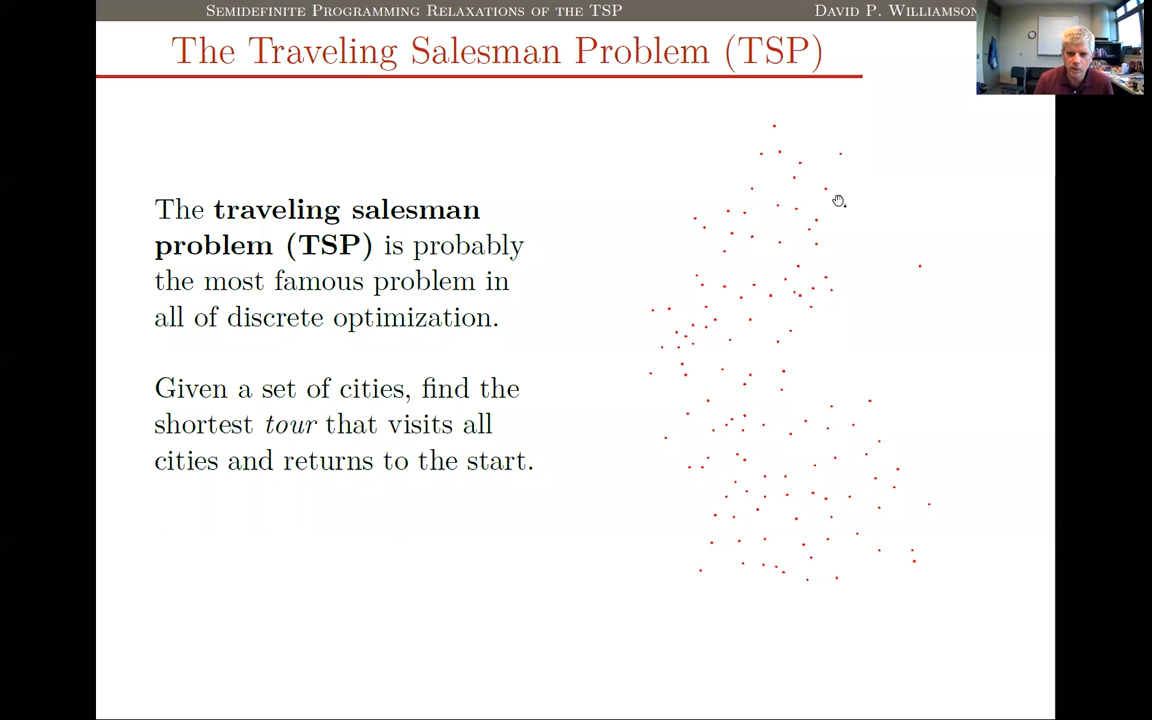 Semidefinite Programming Relaxations of the TSP
David P. Williamson
The Traveling Salesman Problem (TSP)
The traveling salesman
problem (TSP) is probably
the most famous problem in
all of discrete optimization.
Given a set of cities, find the
shortest tour that visits all
cities and returns to the start.